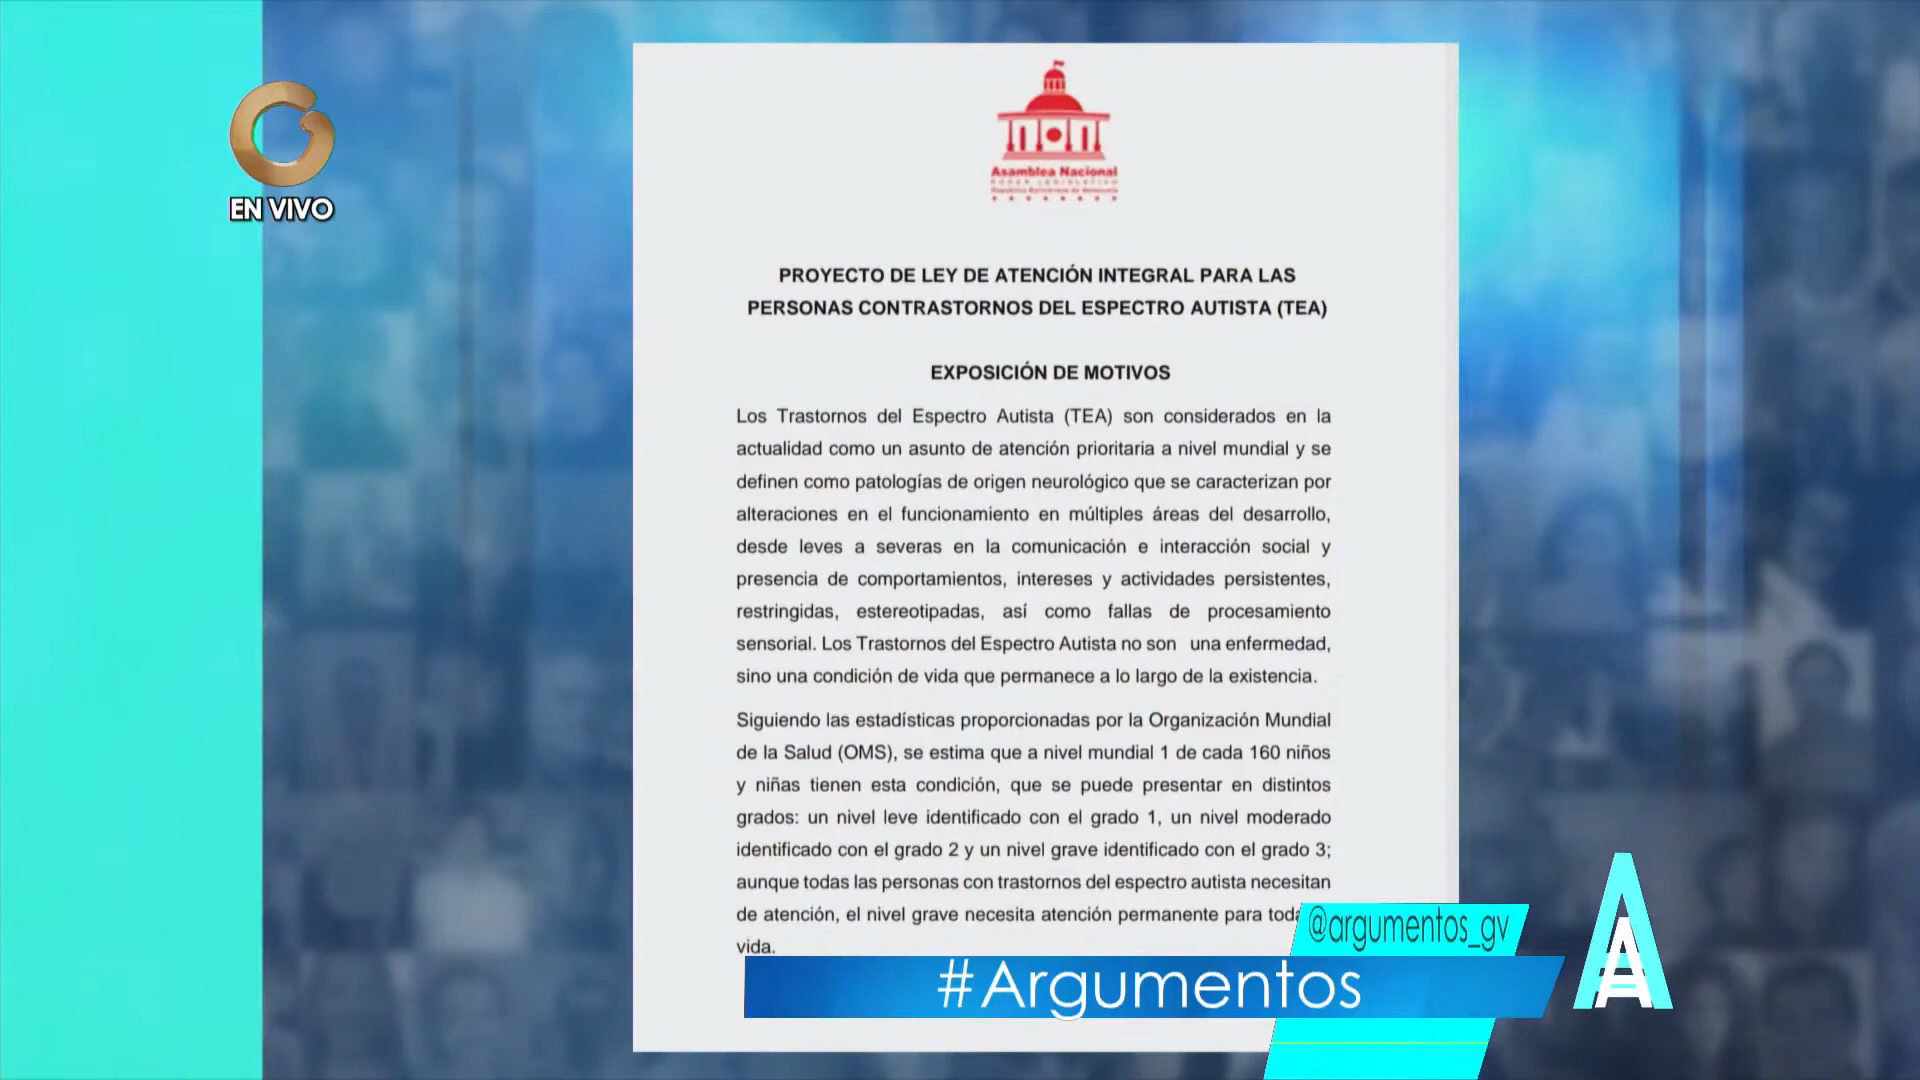 EN VIVO
Asamblea Nacional
PODER LEGISLATIVO
República Bolivariana de Venezuela
PROYECTO DE LEY DE ATENCIÓN INTEGRAL PARA LAS
PERSONAS CONTRASTORNOS DEL ESPECTRO AUTISTA (TEA)
EXPOSICIÓN DE MOTIVOS
Los Trastornos del Espectro Autista (TEA) son considerados en la
actualidad como un asunto de atención prioritaria a nivel mundial y se
definen como patologías de origen neurológico que se caracterizan por
alteraciones en el funcionamiento en múltiples áreas del desarrollo,
desde leves a severas en la comunicación e interacción social y
presencia de comportamientos, intereses y actividades persistentes,
restringidas, estereotipadas, así como fallas de procesamiento
sensorial. Los Trastornos del Espectro Autista no son una enfermedad,
sino una condición de vida que permanece a lo largo de la existencia.
Siguiendo las estadísticas proporcionadas por la Organización Mundial
de la Salud (OMS), se estima que a nivel mundial 1 de cada 160 niños
y niñas tienen esta condición, que se puede presentar en distintos
grados: un nivel leve identificado con el grado 1, un nivel moderado
identificado con el grado 2 y un nivel grave identificado con el grado 3;
aunque todas las personas con trastornos del espectro autista necesitan
de atención, el nivel grave necesita atención permanente para toda
vida.
@argumentos_gv
#Argumentos
A